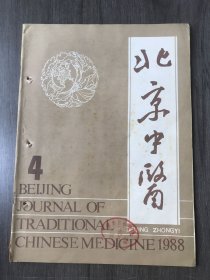 北京中醫
4
BEIJING ZHONGYI
BEIJING
JOURNAL OF
TRADITIONAL
CHINESE MEDICINE 1988